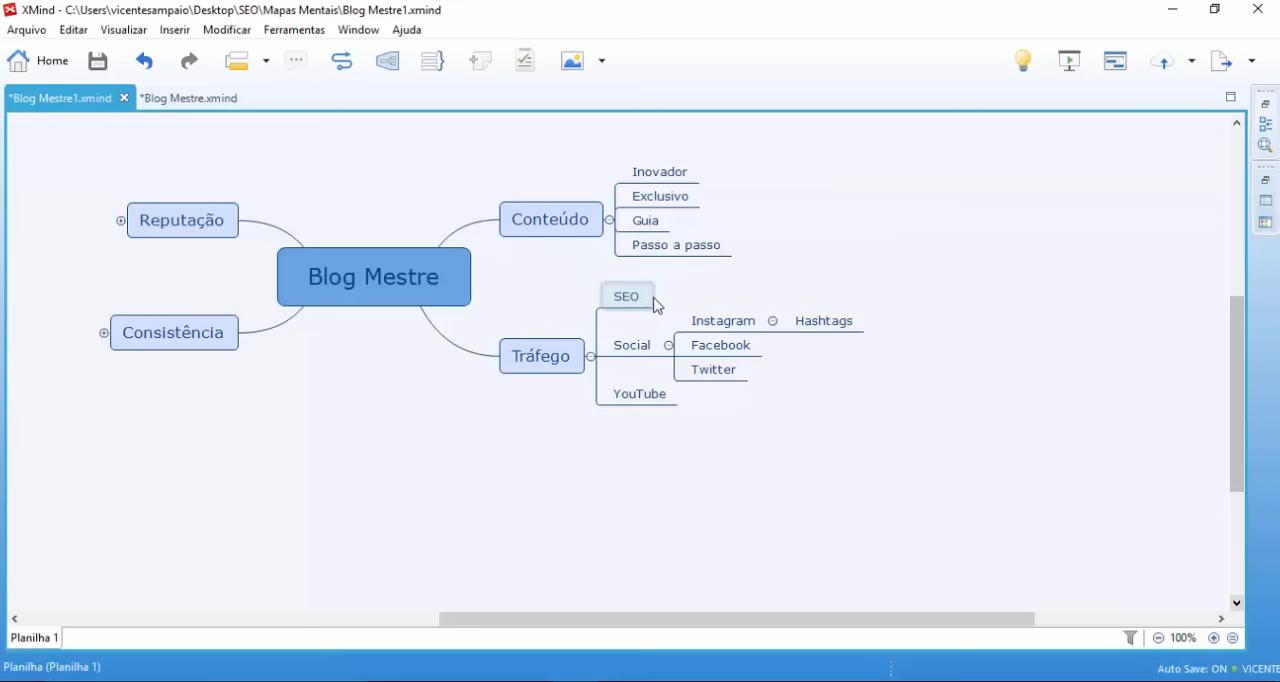 XMind - C:\Users\vicentesampaio\Desktop\SEO\Mapas Mentais\Blog Mestre1.xmind
Arquivo Editar Visualizar Inserir Modificar Ferramentas Window Ajuda
Home
*Blog Mestre1.xmind *Blog Mestre.xmind
Reputação
Consistência
Blog Mestre
Conteúdo
Inovador
Exclusivo
Guia
Passo a passo
Tráfego
SEO
Social
Instagram
Hashtags
Facebook
Twitter
YouTube
Planilha 1
100%
Planilha (Planilha 1)
Auto Save: ON VICENTE